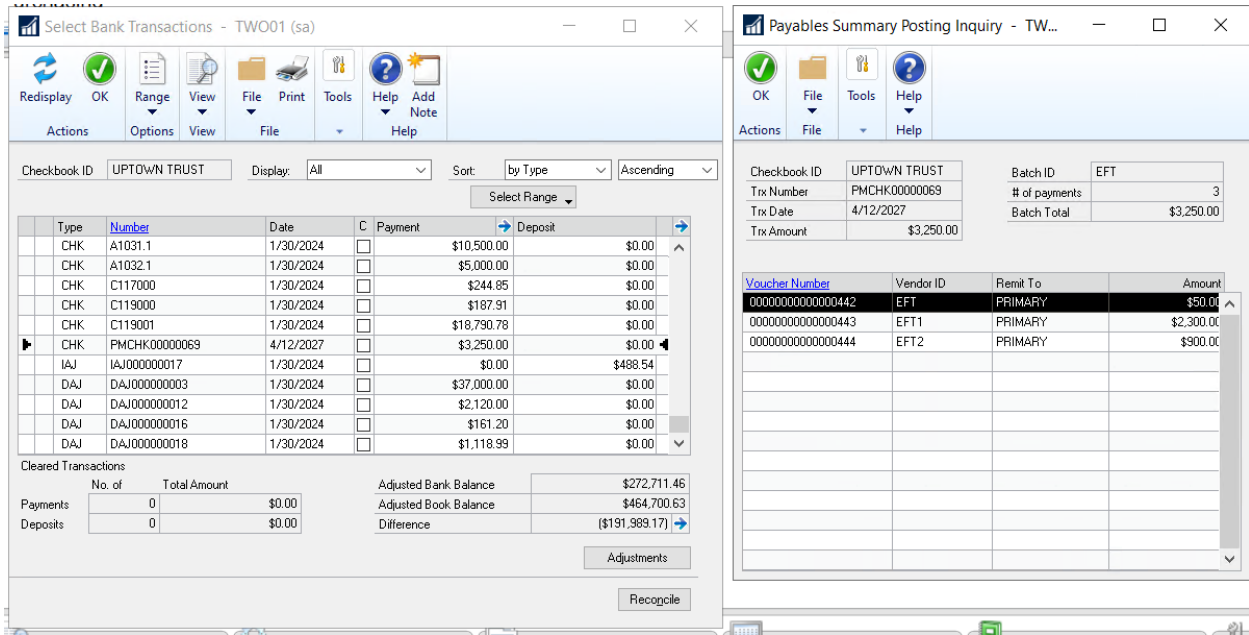 Select Bank Transactions - TWO01 (sa)
Redisplay OK Range View File Print Tools Help Add Note
Actions Options View File Help
Checkbook ID UPTOWN TRUST Display: All Sort: by Type Ascending
Select Range
Type Number Date C Payment Deposit
CHK A1031.1 1/30/2024 $10,500.00 $0.00
CHK A1032.1 1/30/2024 $5,000.00 $0.00
CHK C117000 1/30/2024 $244.85 $0.00
CHK C119000 1/30/2024 $187.91 $0.00
CHK C119001 1/30/2024 $18,790.78 $0.00
CHK PMCHK00000069 4/12/2027 $3,250.00 $0.00
IAJ IAJ000000017 1/30/2024 $0.00 $488.54
DAJ DAJ000000003 1/30/2024 $37,000.00 $0.00
DAJ DAJ000000012 1/30/2024 $2,120.00 $0.00
DAJ DAJ000000016 1/30/2024 $161.20 $0.00
DAJ DAJ000000018 1/30/2024 $1,118.99 $0.00
Cleared Transactions
No. of Total Amount
Payments 0 $0.00
Deposits 0 $0.00
Adjusted Bank Balance $272,711.46
Adjusted Book Balance $464,700.63
Difference ($191,989.17)
Adjustments
Reconcile
Payables Summary Posting Inquiry - TW...
OK File Tools Help
Actions File Help
Checkbook ID UPTOWN TRUST
Trx Number PMCHK00000069
Trx Date 4/12/2027
Trx Amount $3,250.00
Batch ID EFT
# of payments 3
Batch Total $3,250.00
Voucher Number Vendor ID Remit To Amount
00000000000000442 EFT PRIMARY $50.00
00000000000000443 EFT1 PRIMARY $2,300.00
00000000000000444 EFT2 PRIMARY $900.00